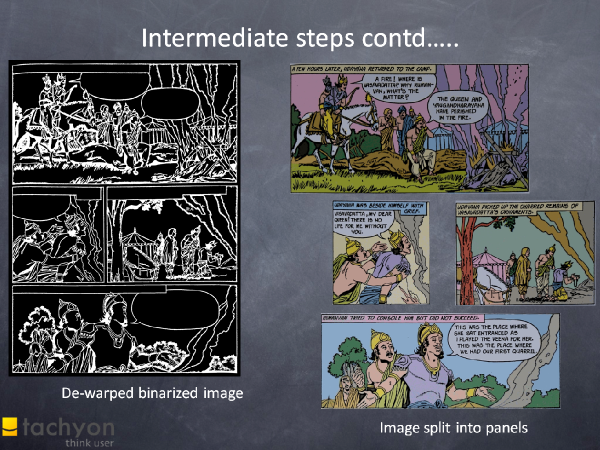 Intermediate steps contd.....
A FEW HOURS LATER, UDAYANA RETURNED TO THE CAMP.
A FIRE! WHERE IS
VASAVADATTA? WHY RUMAN-
VAN, WHAT'S THE
MATTER?
THE QUEEN AND
YAUGANDHARAYANA
HAVE PERISHED
IN THE FIRE.
UDAYANA WAS BESIDE HIMSELF WITH
GRIEF.
VASAVADATTA, MY DEAR
QUEEN! THERE IS NO
LIFE FOR ME WITHOUT
YOU.
UDAYANA PICKED UP THE CHARRED REMAINS OF
VASAVADATTA'S ORNAMENTS.
RUMANVAN TRIED TO CONSOLE HIM BUT DID NOT SUCCEED.
THIS WAS THE PLACE WHERE
SHE SAT ENTRANCED AS
I PLAYED THE VEENA FOR HER.
THIS WAS THE PLACE WHERE
WE HAD OUR FIRST QUARREL.
De-warped binarized image
Image split into panels
tachyon
think user